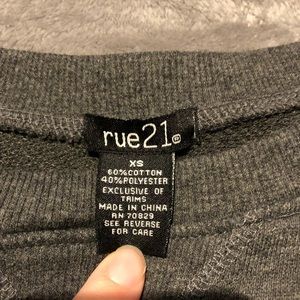 rue21®
XS
60%COTTON
40%POLYESTER
EXCLUSIVE OF
TRIMS
MADE IN CHINA
RN 70829
SEE REVERSE
FOR CARE